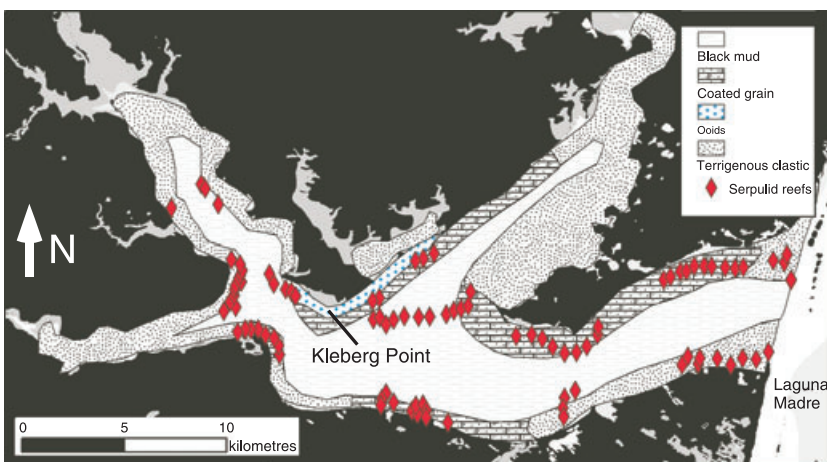 Black mud
Coated grain
Ooids
Terrigenous clastic
Serpulid reefs
N
Kleberg Point
Laguna
Madre
0 5 10
kilometres